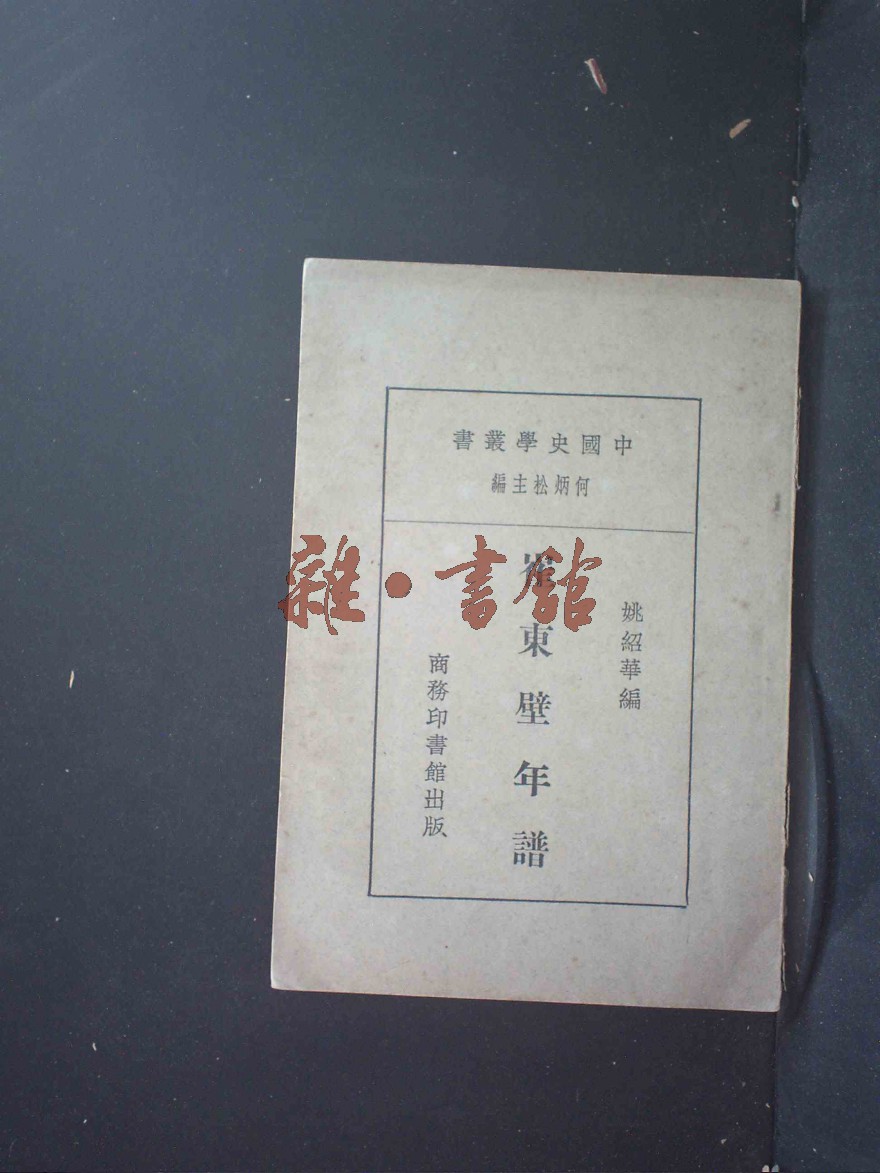 中國史學叢書
何炳松主編
姚紹華編
崔東壁年譜
商務印書館出版
雜·書館